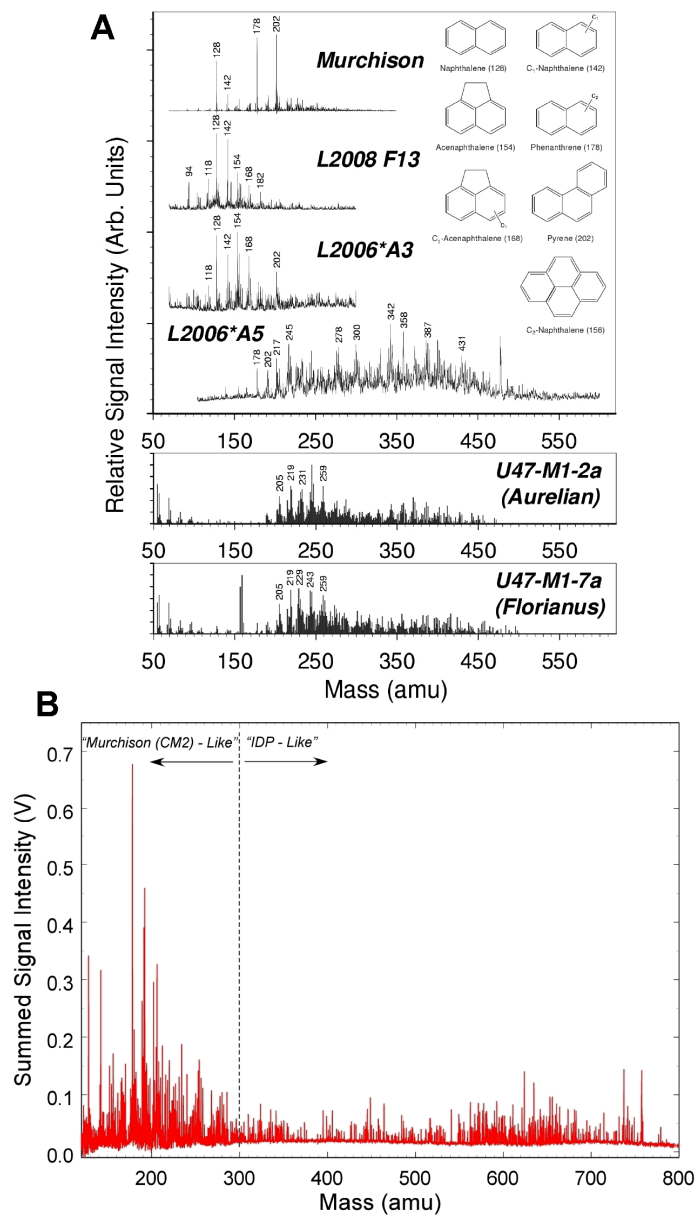 A
Relative Signal Intensity (Arb. Units)
Murchison
128
142
178
202
L2008 F13
94
118
128
142
154
168
182
L2006*A3
118
128
142
154
168
202
L2006*A5
178
202
217
245
278
300
342
358
387
431
Naphthalene (128)
C1
C1-Naphthalene (142)
Acenaphthalene (154)
C2
Phenanthrene (178)
C1-Acenaphthalene (168)
Pyrene (202)
C2-Naphthalene (156)
50 150 250 350 450 550
U47-M1-2a
(Aurelian)
205
219
231
259
50 150 250 350 450 550
U47-M1-7a
(Florianus)
205
219
229
243
259
50 150 250 350 450 550
Mass (amu)
B
Summed Signal Intensity (V)
0.7
0.6
0.5
0.4
0.3
0.2
0.1
0.0
“Murchison (CM2) - Like” “IDP - Like”
200 300 400 500 600 700 800
Mass (amu)